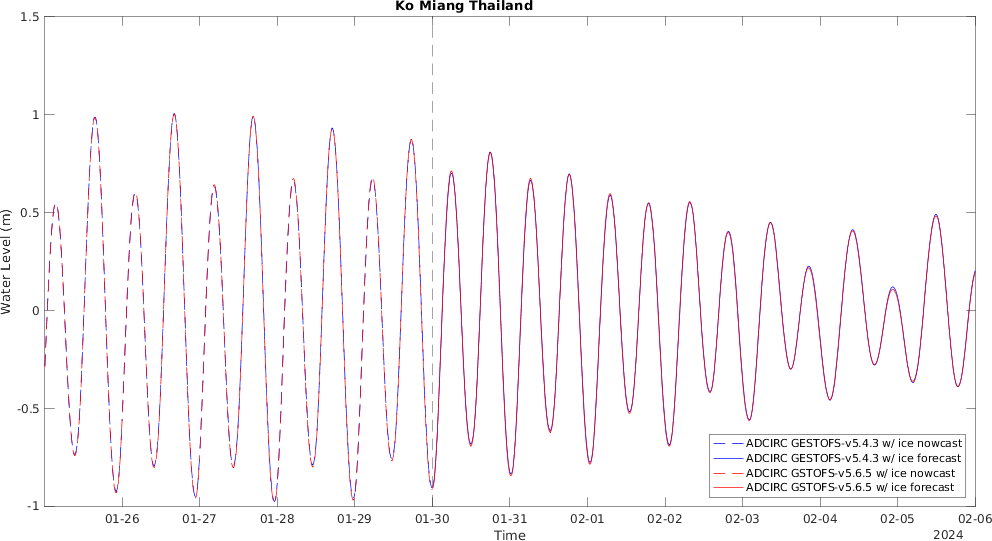 Ko Miang Thailand
1.5
1
0.5
0
-0.5
-1
Water Level (m)
ADCIRC GESTOFS-v5.4.3 w/ ice nowcast
ADCIRC GESTOFS-v5.4.3 w/ ice forecast
ADCIRC GSTOFS-v5.6.5 w/ ice nowcast
ADCIRC GSTOFS-v5.6.5 w/ ice forecast
01-26 01-27 01-28 01-29 01-30 01-31 02-01 02-02 02-03 02-04 02-05 02-06
Time
2024